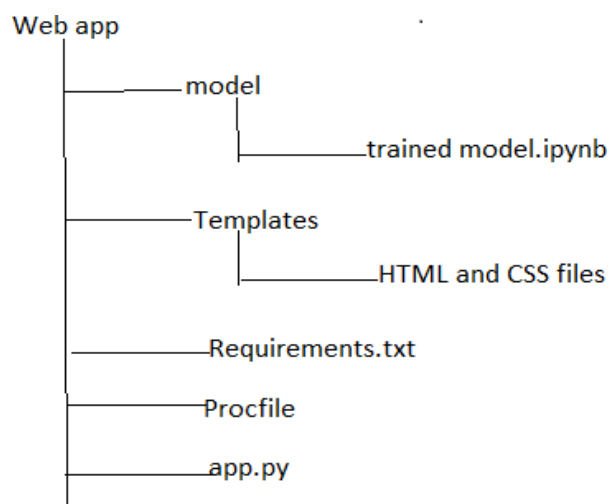 Web app
model
trained model.ipynb
Templates
HTML and CSS files
Requirements.txt
Procfile
app.py